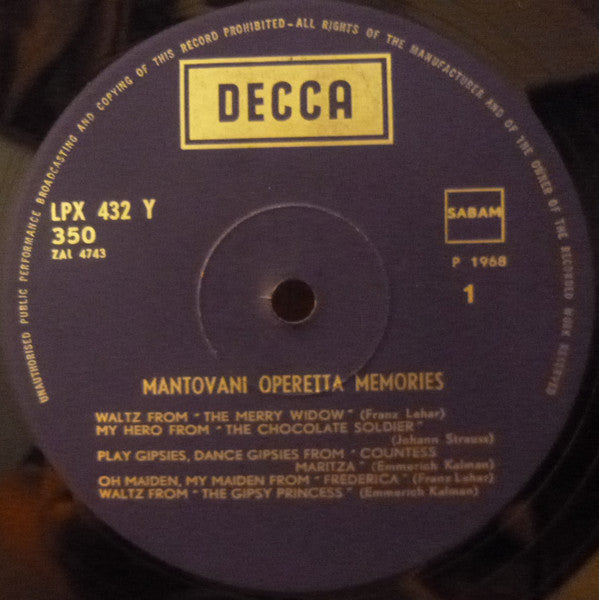 UNAUTHORISED PUBLIC PERFORMANCE BROADCASTING AND COPYING OF THIS RECORD PROHIBITED–ALL RIGHTS OF THE MANUFACTURER AND OF THE OWNER OF THE RECORDED WORK RESERVED
DECCA
LPX 432 Y
350
ZAL 4743
SABAM
P 1968
1
MANTOVANI OPERETTA MEMORIES
WALTZ FROM "THE MERRY WIDOW" (Franz Lehar)
MY HERO FROM "THE CHOCOLATE SOLDIER"
(Johann Strauss)
PLAY GIPSIES, DANCE GIPSIES FROM "COUNTESS
MARITZA" (Emmerich Kalman)
OH MAIDEN, MY MAIDEN FROM "FREDERICA" (Franz Lehar)
WALTZ FROM "THE GIPSY PRINCESS" (Emmerich Kalman)